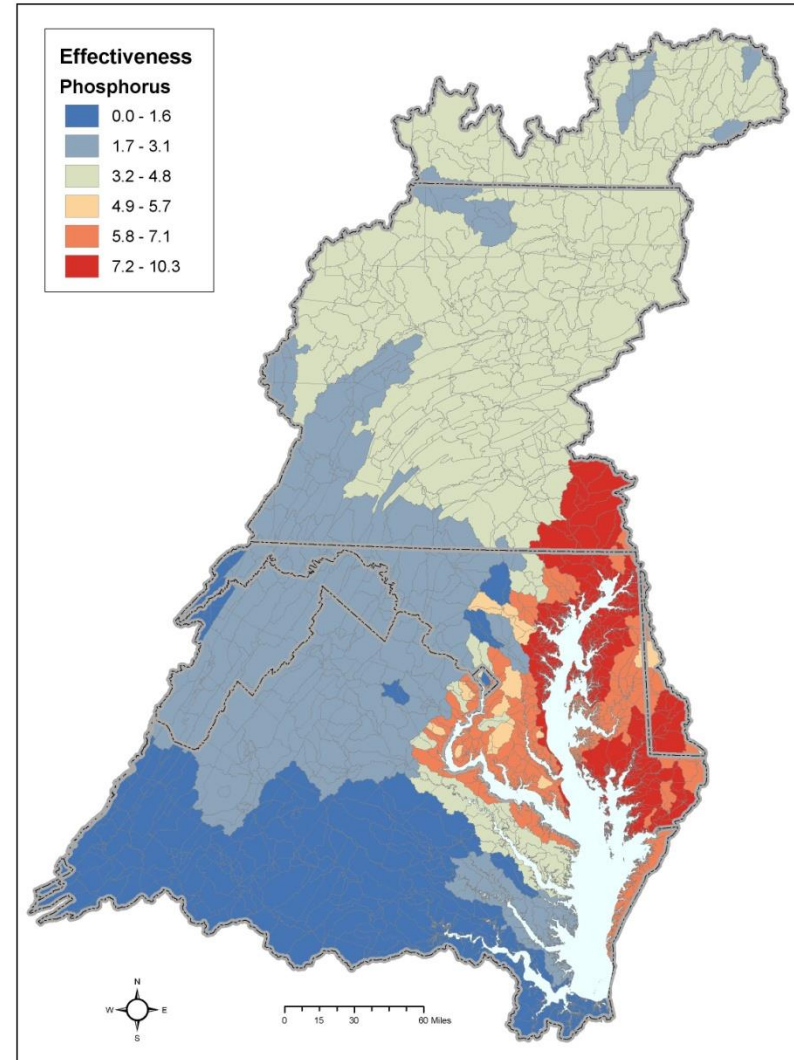 Effectiveness
Phosphorus
0.0 - 1.6
1.7 - 3.1
3.2 - 4.8
4.9 - 5.7
5.8 - 7.1
7.2 - 10.3
N
W E
S
0 15 30 60 Miles